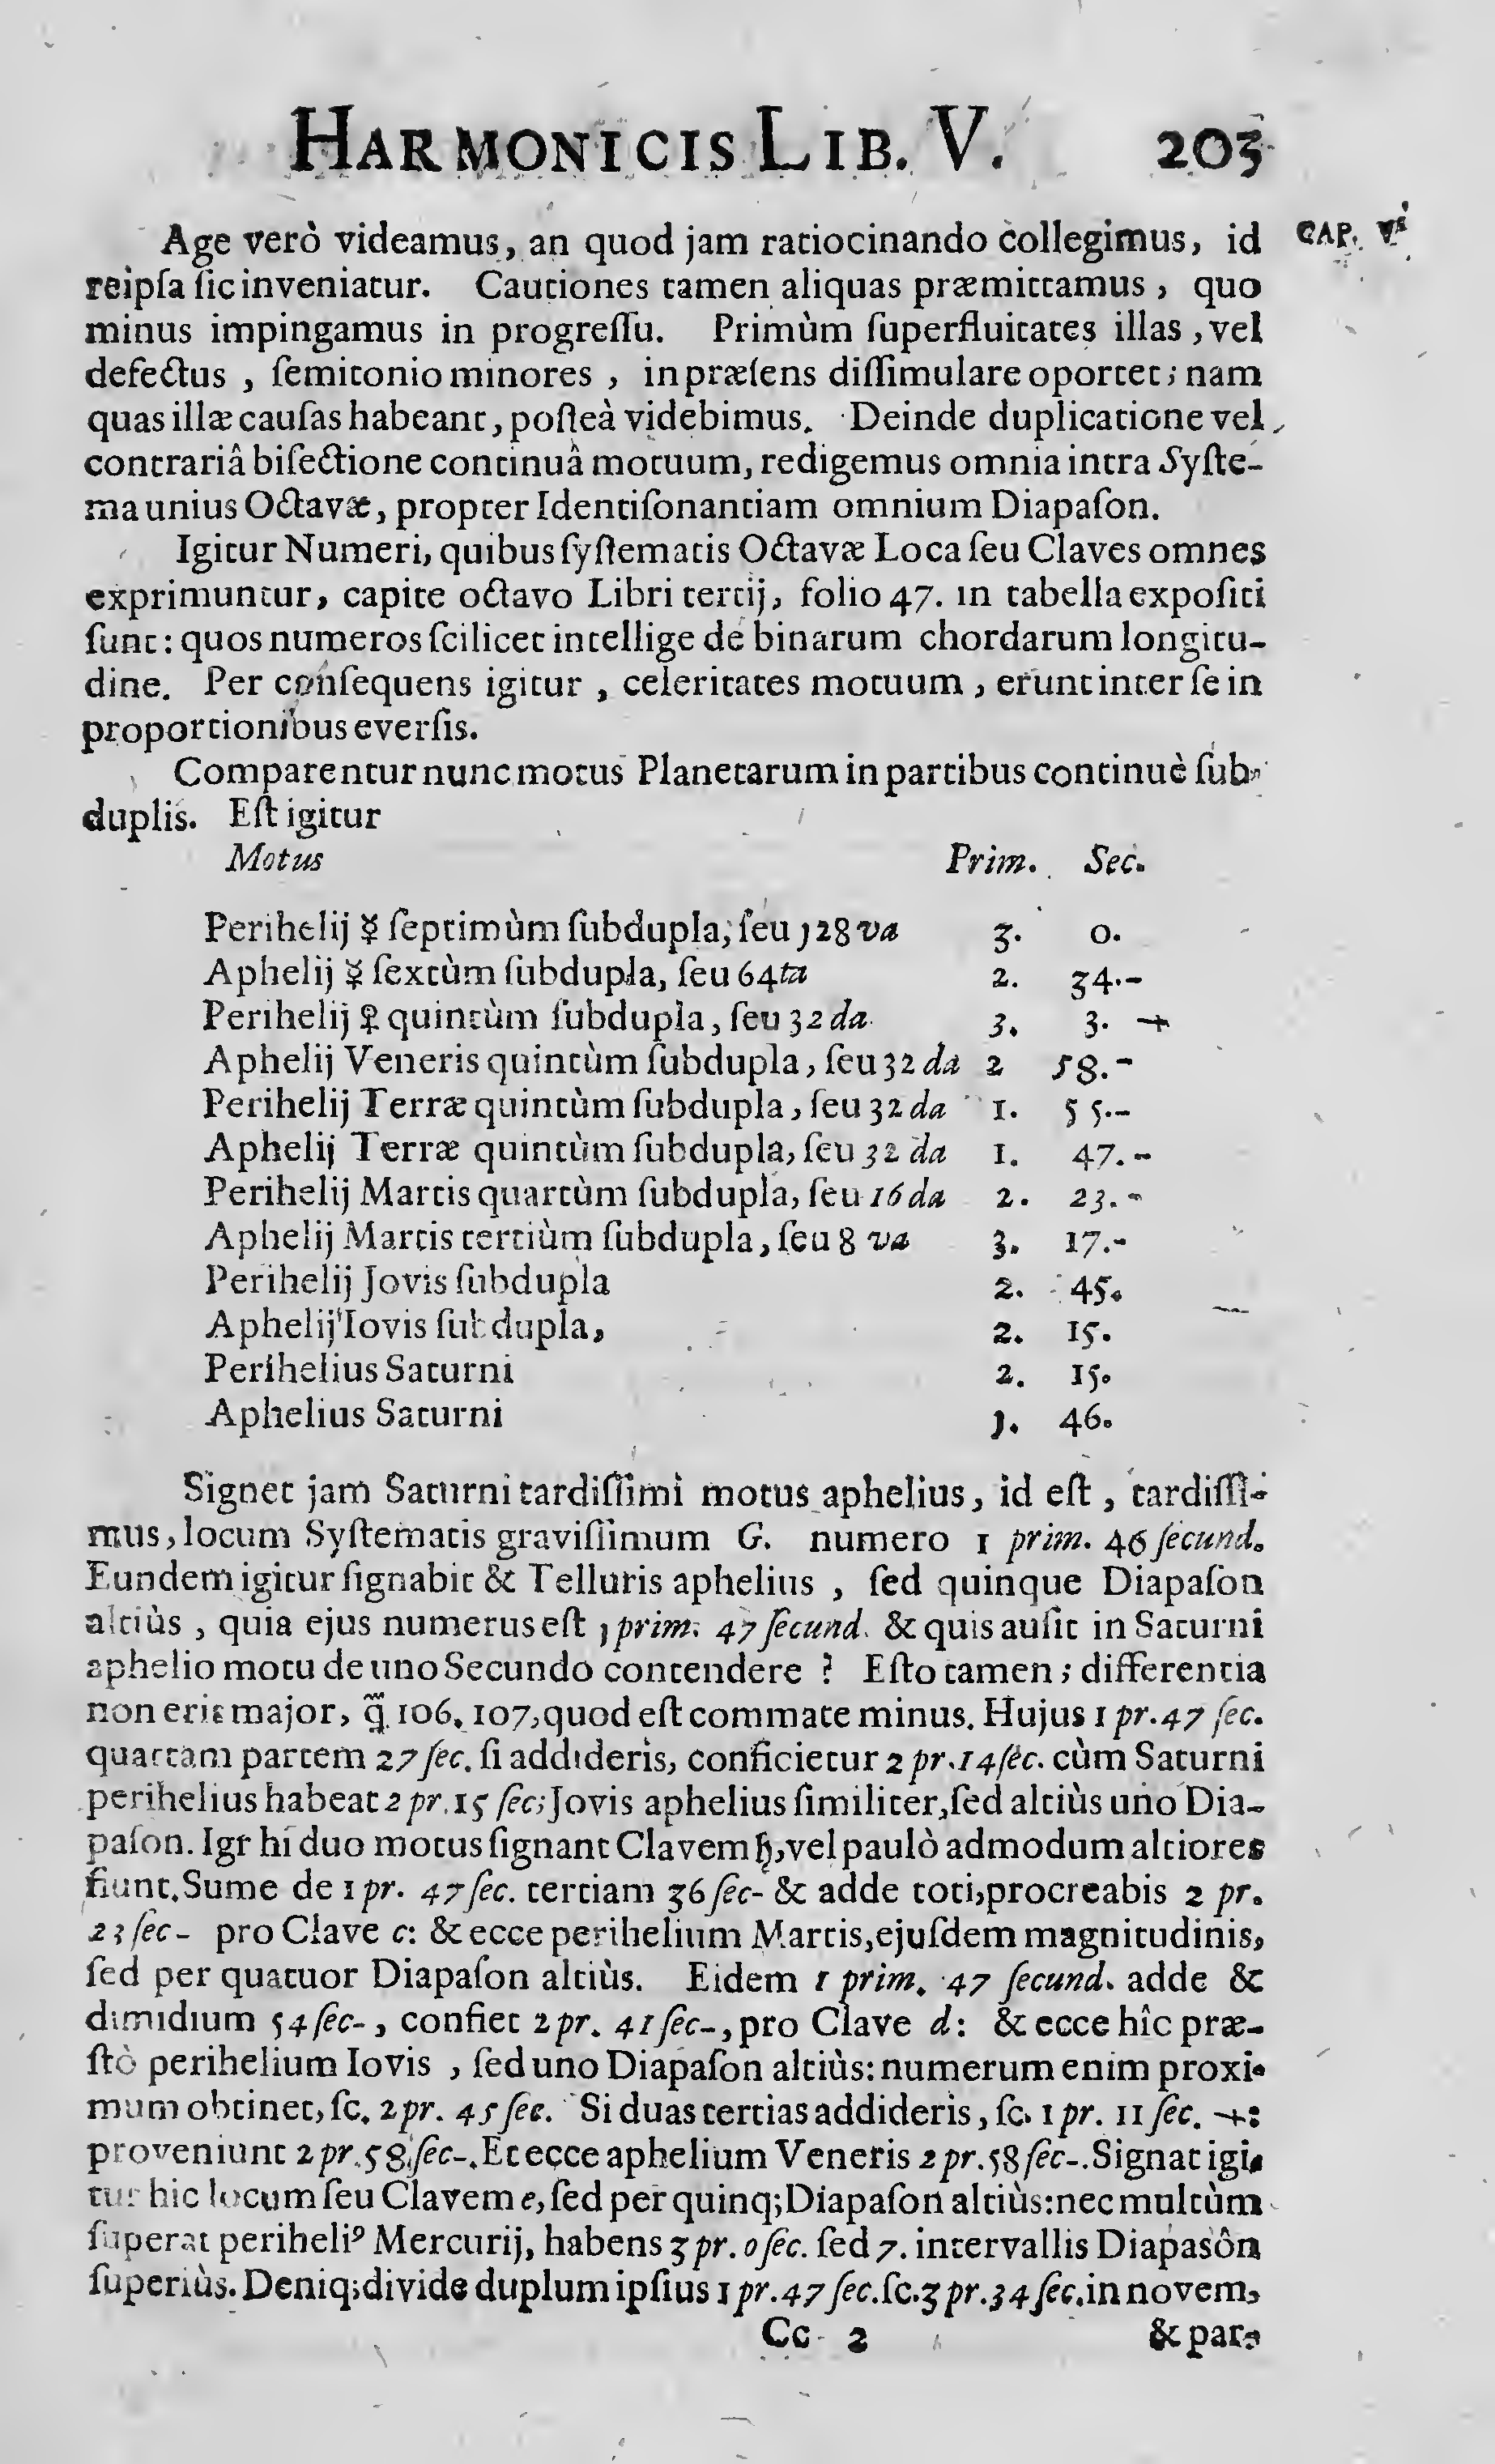 HARMONICIS LIB. V. 203
Age verò videamus, an quod jam ratiocinando collegimus, id CAP. V
reipſa ſic inveniatur. Cautiones tamen aliquas præmittamus, quo
minus impingamus in progreſſu. Primùm ſuperfluitates illas, vel
defectus, ſemitonio minores, in præſens diſſimulare oportet; nam
quas illæ cauſas habeant, poſteà videbimus. Deinde duplicatione vel
contrariâ biſectione continuâ motuum, redigemus omnia intra Syſte-
ma unius Octavæ, propter Identiſonantiam omnium Diapaſon.
Igitur Numeri, quibus ſyſtematis Octavæ Loca ſeu Claves omnes
exprimuntur, capite octavo Libri tertij, folio 47. in tabella expoſiti
ſunt: quos numeros ſcilicet intellige de binarum chordarum longitu-
dine. Per conſequens igitur, celeritates motuum, erunt inter ſe in
proportionibus everſis.
Comparentur nunc motus Planetarum in partibus continuè ſub-
duplis. Eſt igitur
Motus Prim. Sec.
Perihelij ☿ ſeptimùm ſubdupla, ſeu 128va 3. 0.
Aphelij ☿ ſextùm ſubdupla, ſeu 64ta 2. 34.-
Perihelij ♀ quintùm ſubdupla, ſeu 32da 3. 3. +
Aphelij Veneris quintùm ſubdupla, ſeu 32 da 2 58.-
Perihelij Terræ quintùm ſubdupla, ſeu 32 da 1. 55.-
Aphelij Terræ quintùm ſubdupla, ſeu 32 da 1. 47.-
Perihelij Martis quartùm ſubdupla, ſeu 16da 2. 23.-
Aphelij Martis tertiùm ſubdupla, ſeu 8 va 3. 17.-
Perihelij Jovis ſubdupla 2. 45.
Aphelij Iovis ſubdupla, 2. 15.
Perihelius Saturni 2. 15.
Aphelius Saturni 1. 46.
Signet jam Saturni tardiſſimi motus aphelius, id eſt, tardiſſi-
mus, locum Syſtematis graviſſimum G. numero 1 prim. 46 ſecund.
Eundem igitur ſignabit & Telluris aphelius, ſed quinque Diapaſon
altiùs, quia ejus numerus eſt 1 prim. 47 ſecund. & quis auſit in Saturni
aphelio motu de uno Secundo contendere ? Eſto tamen; differentia
non erit major, q̃. 106. 107, quod eſt commate minus. Hujus 1 pr. 47 ſec.
quartam partem 27 ſec. ſi addideris, conficietur 2 pr. 14 ſec. cùm Saturni
perihelius habeat 2 pr. 15 ſec; Jovis aphelius ſimiliter, ſed altiùs uno Dia-
paſon. Igr hi duo motus ſignant Clavem ♮, vel paulò admodum altiores
fiunt. Sume de 1 pr. 47 ſec. tertiam 36 ſec- & adde toti, procreabis 2 pr.
23 ſec- pro Clave c: & ecce perihelium Martis, ejuſdem magnitudinis,
ſed per quatuor Diapaſon altiùs. Eidem 1 prim. 47 ſecund. adde &
dimidium 54 ſec-, confiet 2 pr. 41 ſec-, pro Clave d: & ecce hîc præ-
ſtò perihelium Iovis, ſed uno Diapaſon altiùs: numerum enim proxi-
mum obtinet, ſc. 2 pr. 45 ſec. Si duas tertias addideris, ſc. 1 pr. 11 ſec. +:
proveniunt 2 pr. 58 ſec-. Et ecce aphelium Veneris 2 pr. 58 ſec-. Signat igi-
tur hic locum ſeu Clavem e, ſed per quinq; Diapaſon altiùs: nec multùm
ſuperat periheliꝰ Mercurij, habens 3 pr. 0 ſec. ſed 7. intervallis Diapasôn
ſuperiùs. Deniq; divide duplum ipſius 1 pr. 47 ſec. ſc. 3 pr. 34 ſec. in novem,
Cc 2 & par-